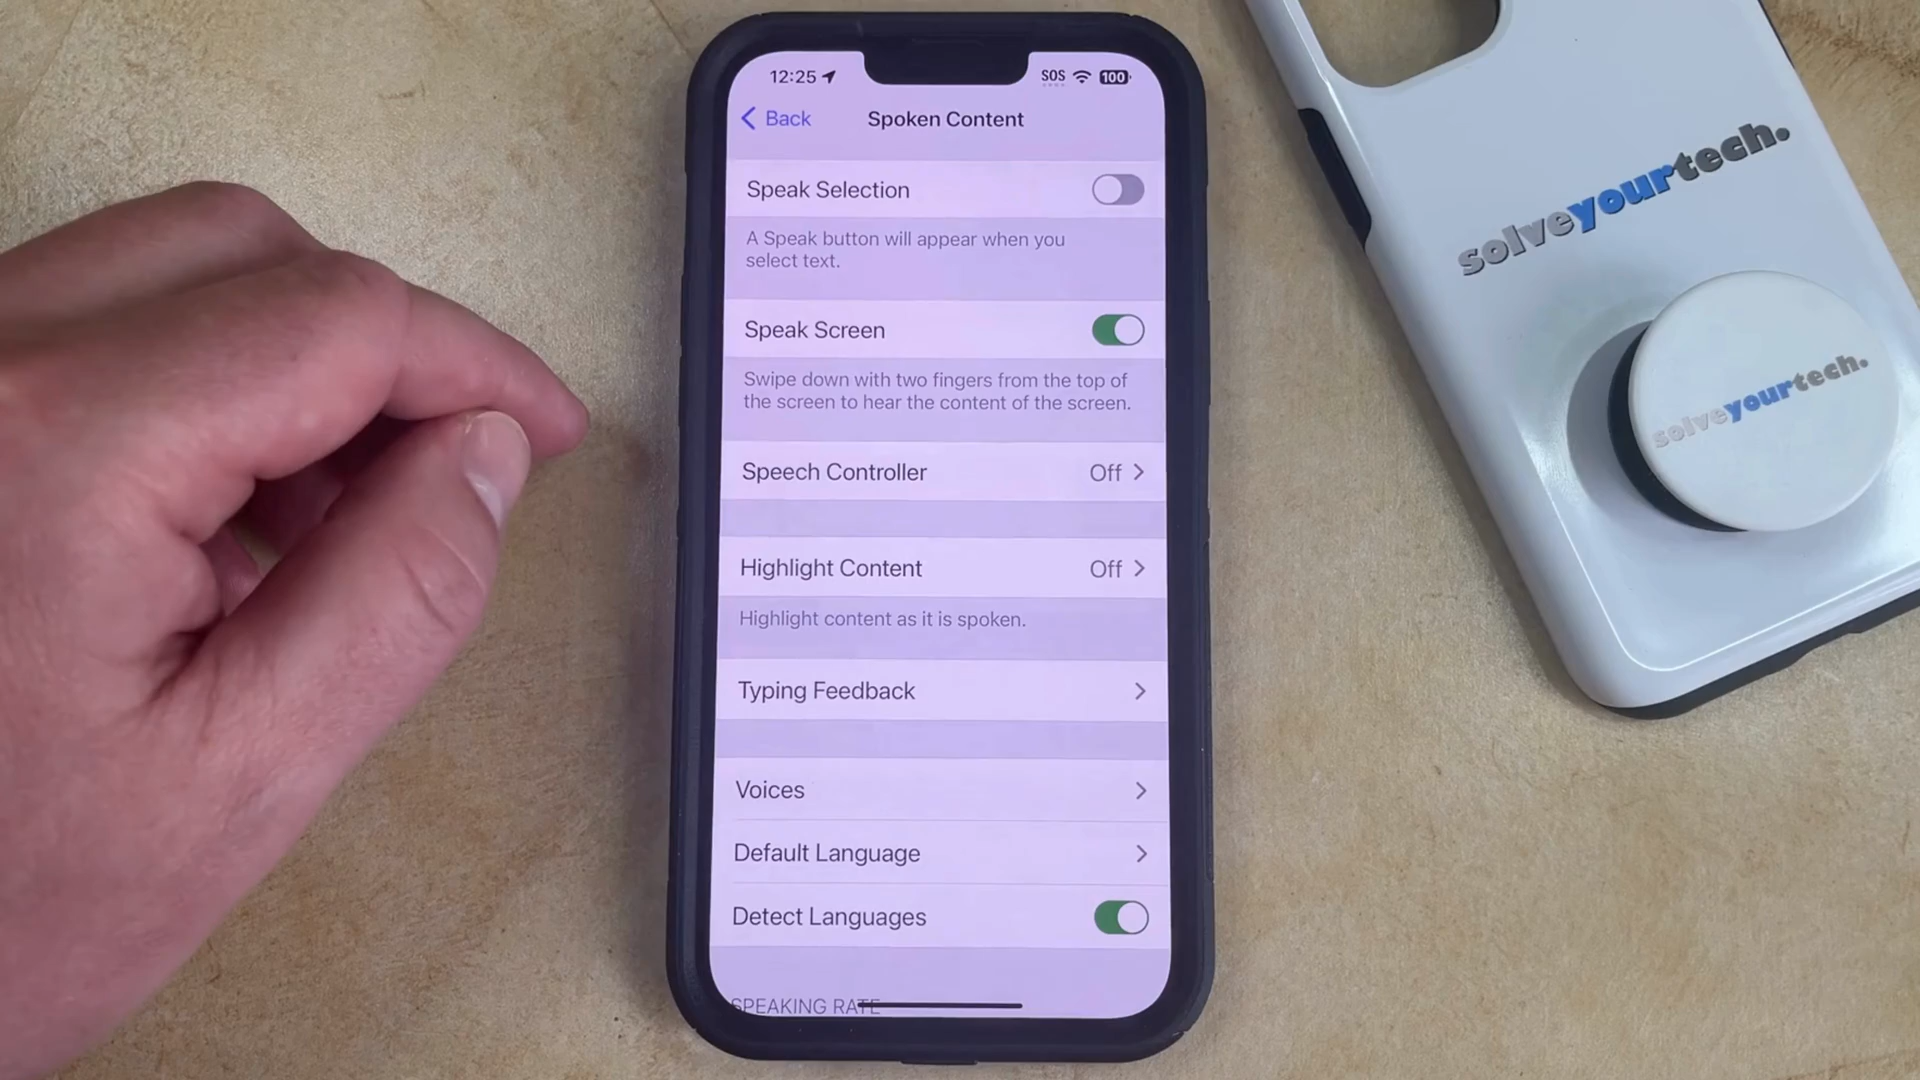 12:25
SOS
100
Back
Spoken Content
Speak Selection
A Speak button will appear when you
select text.
Speak Screen
Swipe down with two fingers from the top of
the screen to hear the content of the screen.
Speech Controller
Off
Highlight Content
Off
Highlight content as it is spoken.
Typing Feedback
Voices
Default Language
Detect Languages
SPEAKING RATE
solveyourtech.
solveyourtech.